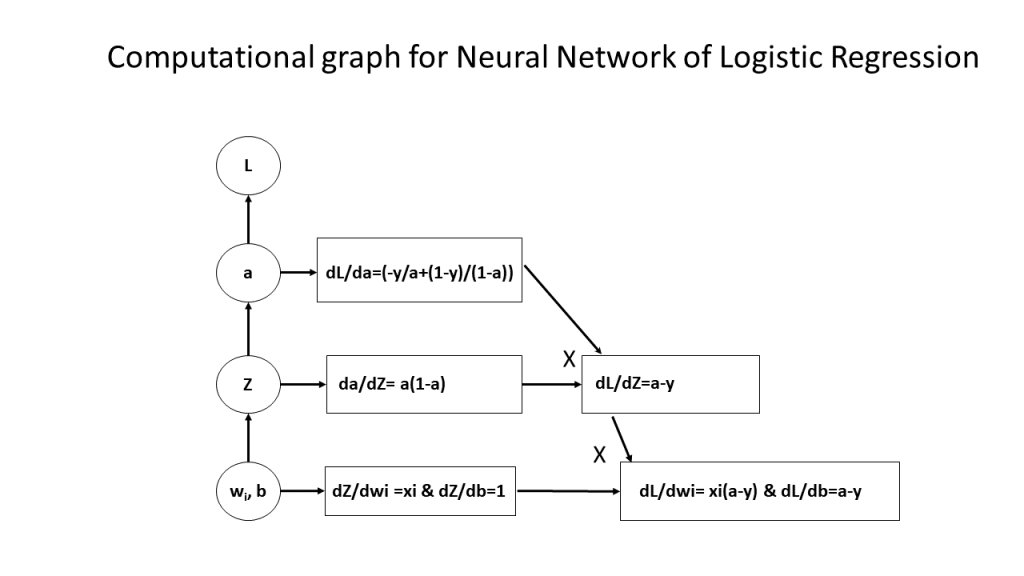 Computational graph for Neural Network of Logistic Regression
L
a
dL/da=(-y/a+(1-y)/(1-a))
X
Z
da/dZ= a(1-a)
dL/dZ=a-y
X
wi, b
dZ/dwi =xi & dZ/db=1
dL/dwi= xi(a-y) & dL/db=a-y